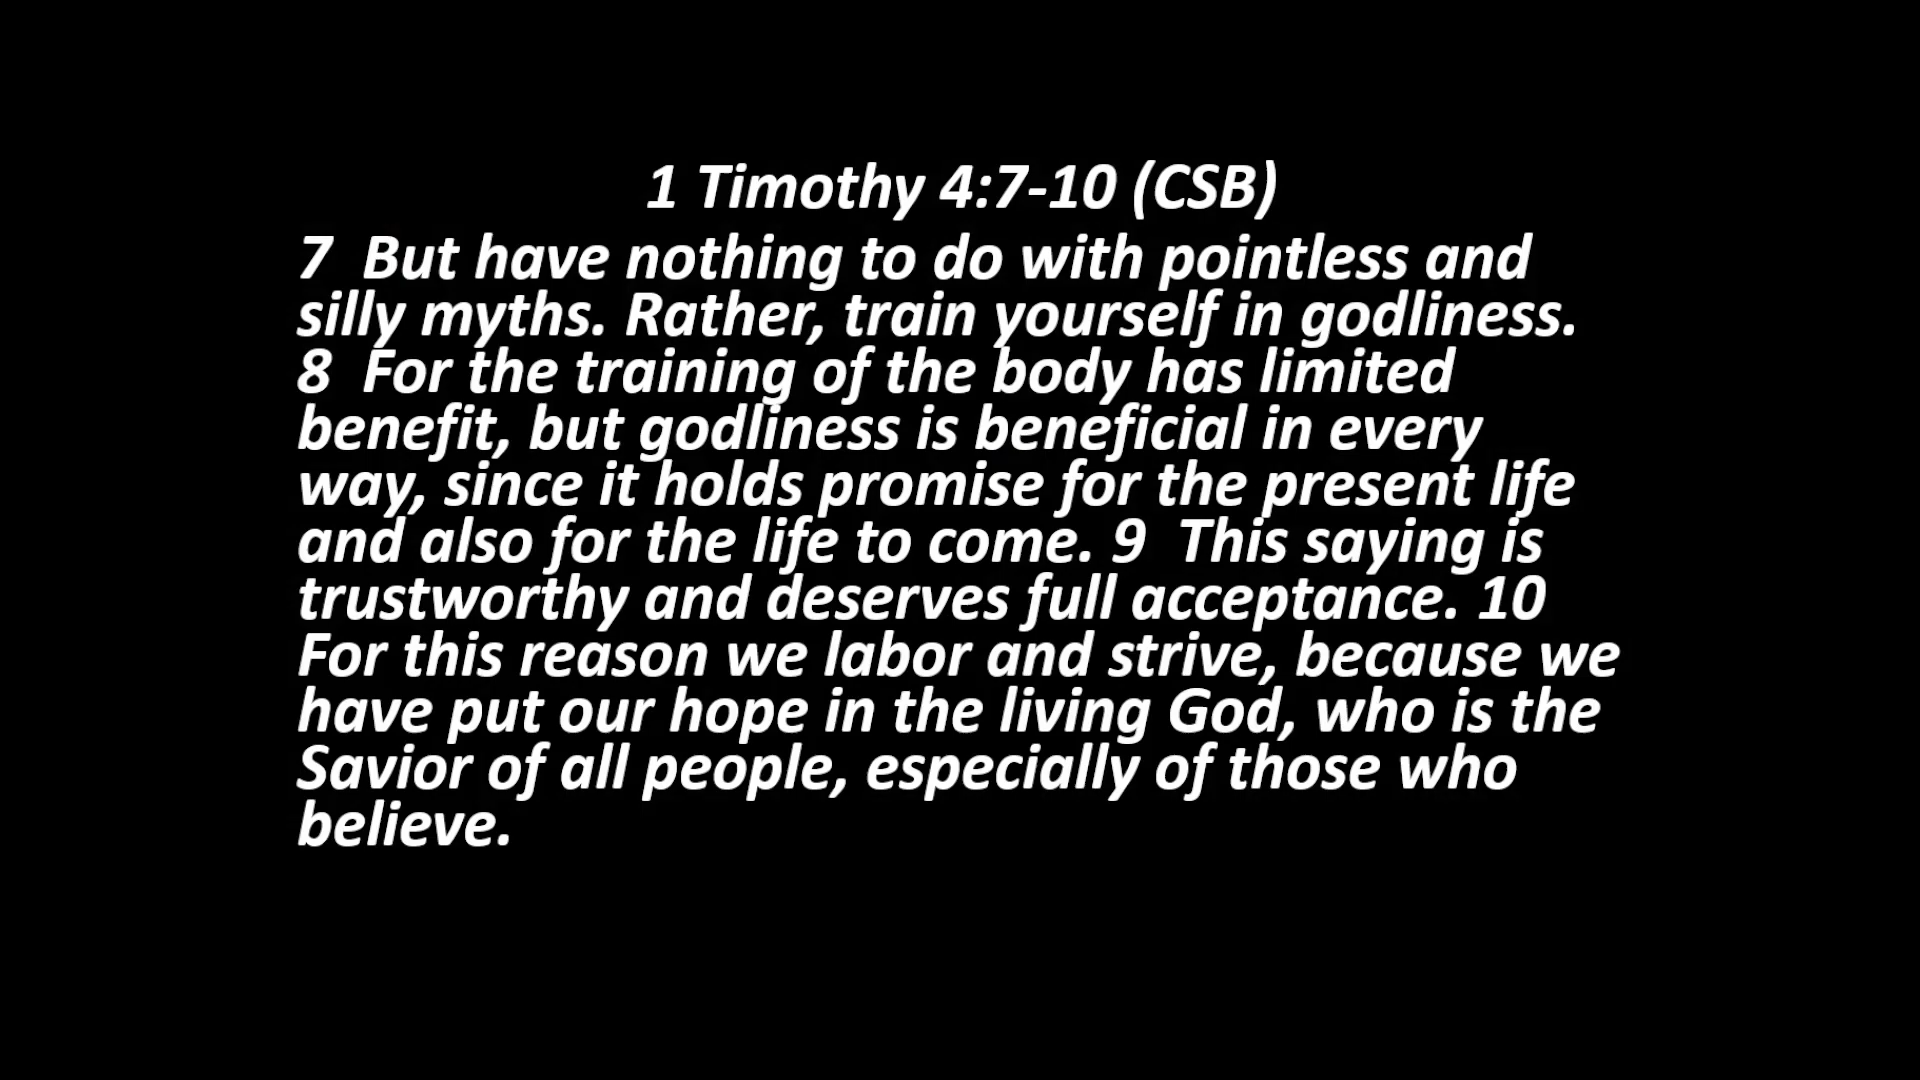 1 Timothy 4:7-10 (CSB)
7 But have nothing to do with pointless and
silly myths. Rather, train yourself in godliness.
8 For the training of the body has limited
benefit, but godliness is beneficial in every
way, since it holds promise for the present life
and also for the life to come. 9 This saying is
trustworthy and deserves full acceptance. 10
For this reason we labor and strive, because we
have put our hope in the living God, who is the
Savior of all people, especially of those who
believe.